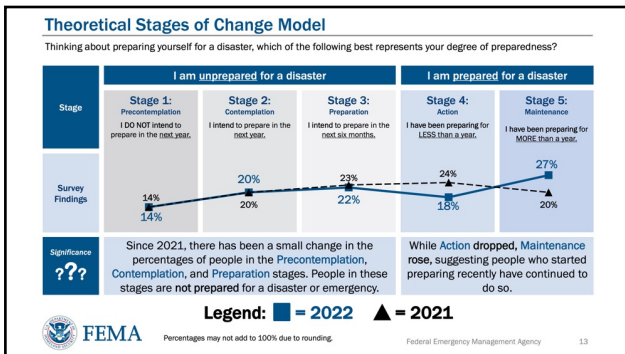 Theoretical Stages of Change Model
Thinking about preparing yourself for a disaster, which of the following best represents your degree of preparedness?
Stage
I am unprepared for a disaster
I am prepared for a disaster
Stage 1:
Precontemplation
I DO NOT intend to
prepare in the next year.
Stage 2:
Contemplation
I intend to prepare in the
next year.
Stage 3:
Preparation
I intend to prepare in the
next six months.
Stage 4:
Action
I have been preparing for
LESS than a year.
Stage 5:
Maintenance
I have been preparing for
MORE than a year.
Survey
Findings
14%
14%
20%
20%
23%
22%
24%
18%
27%
20%
Significance
???
Since 2021, there has been a small change in the
percentages of people in the Precontemplation,
Contemplation, and Preparation stages. People in these
stages are not prepared for a disaster or emergency.
While Action dropped, Maintenance
rose, suggesting people who started
preparing recently have continued to
do so.
Legend: = 2022 = 2021
FEMA
Percentages may not add to 100% due to rounding.
Federal Emergency Management Agency 13